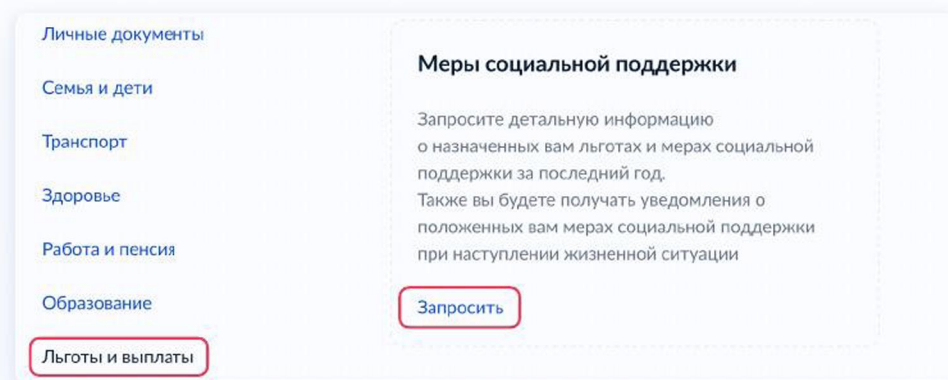 Личные документы
Семья и дети
Транспорт
Здоровье
Работа и пенсия
Образование
Льготы и выплаты
Меры социальной поддержки
Запросите детальную информацию
о назначенных вам льготах и мерах социальной
поддержки за последний год.
Также вы будете получать уведомления о
положенных вам мерах социальной поддержки
при наступлении жизненной ситуации
Запросить